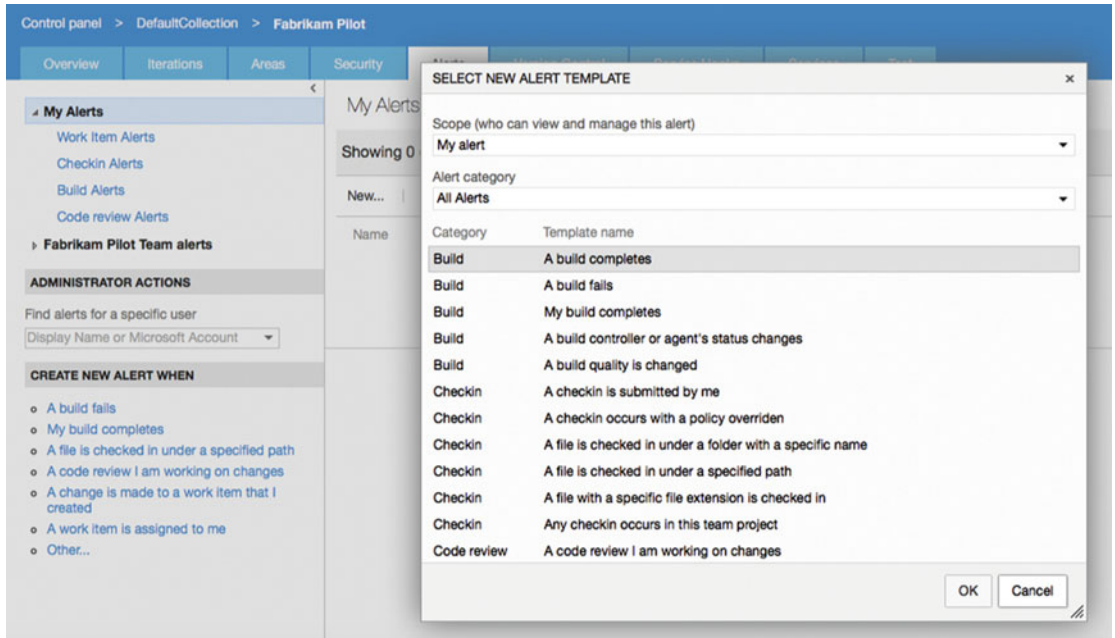 Control panel > DefaultCollection > Fabrikam Pilot
Overview Iterations Areas Security Alerts
My Alerts
Work Item Alerts
Checkin Alerts
Build Alerts
Code review Alerts
Fabrikam Pilot Team alerts
ADMINISTRATOR ACTIONS
Find alerts for a specific user
Display Name or Microsoft Account
CREATE NEW ALERT WHEN
A build fails
My build completes
A file is checked in under a specified path
A code review I am working on changes
A change is made to a work item that I
created
A work item is assigned to me
Other...
My Alerts
Showing 0
New...
Name
SELECT NEW ALERT TEMPLATE
Scope (who can view and manage this alert)
My alert
Alert category
All Alerts
Category Template name
Build A build completes
Build A build fails
Build My build completes
Build A build controller or agent's status changes
Build A build quality is changed
Checkin A checkin is submitted by me
Checkin A checkin occurs with a policy overriden
Checkin A file is checked in under a folder with a specific name
Checkin A file is checked in under a specified path
Checkin A file with a specific file extension is checked in
Checkin Any checkin occurs in this team project
Code review A code review I am working on changes
OK Cancel